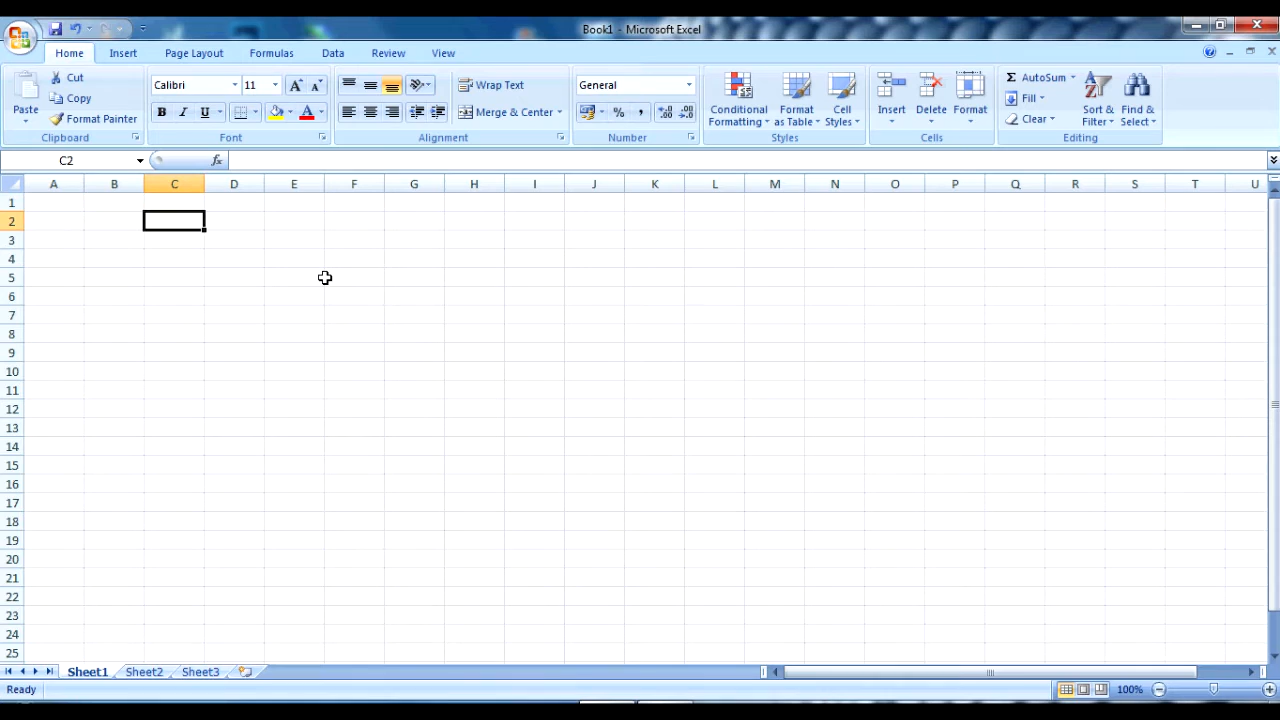 Book1 - Microsoft Excel
Home Insert Page Layout Formulas Data Review View
Paste Cut Copy Format Painter Clipboard
Calibri 11 A A B I U A Font
Wrap Text Merge & Center Alignment
General % , .0 .00 .00 .0 Number
Conditional Formatting Format as Table Cell Styles Styles
Insert Delete Format Cells
Σ AutoSum Fill Clear Sort & Filter Find & Select Editing
C2 fx
A B C D E F G H I J K L M N O P Q R S T U
1
2
3
4
5
6
7
8
9
10
11
12
13
14
15
16
17
18
19
20
21
22
23
24
25
Sheet1 Sheet2 Sheet3
Ready 100%